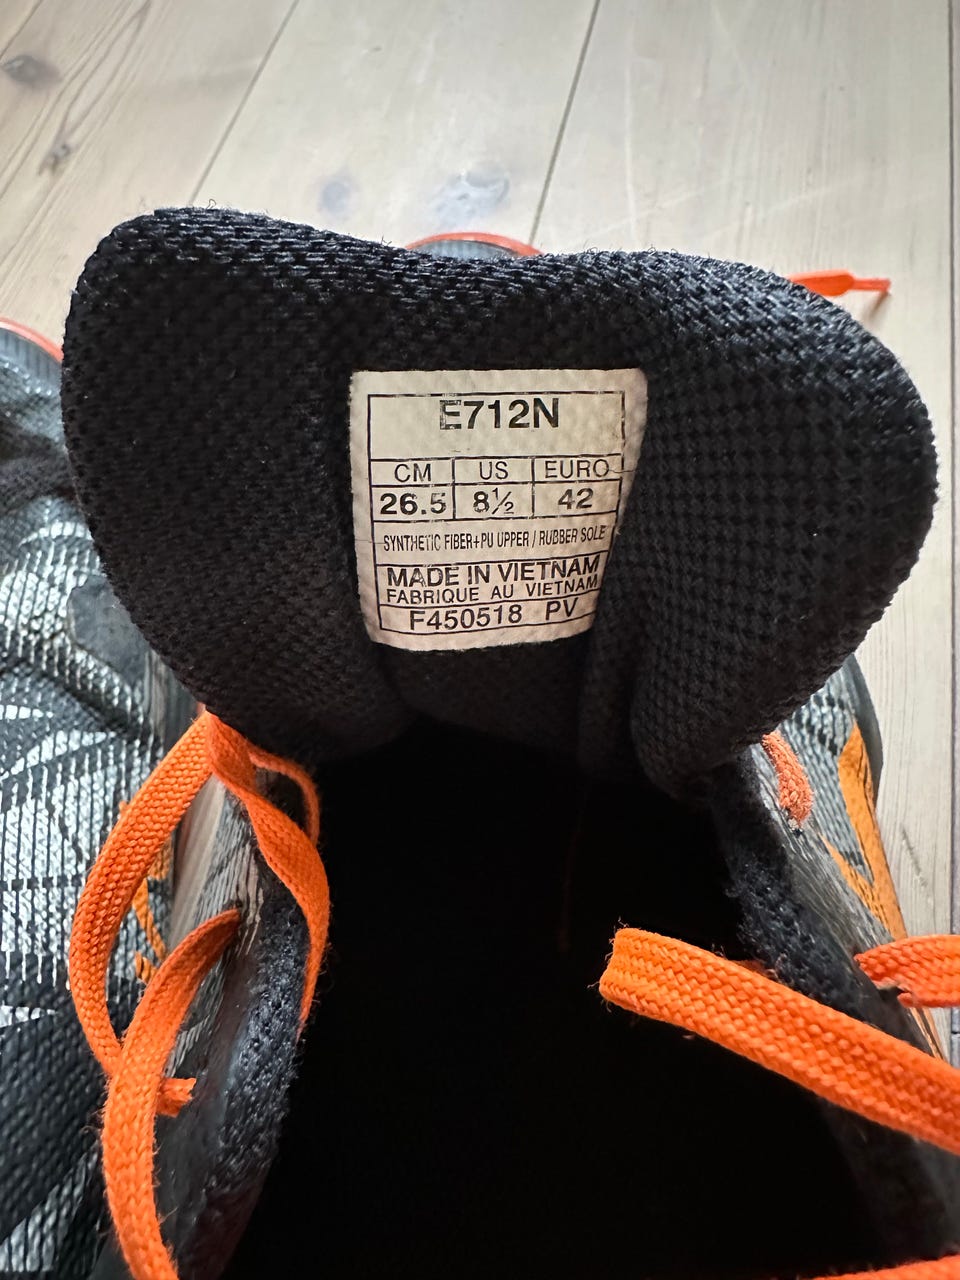 E712N
CM US EURO
26.5 8½ 42
SYNTHETIC FIBER+PU UPPER / RUBBER SOLE
MADE IN VIETNAM
FABRIQUE AU VIETNAM
F450518 PV